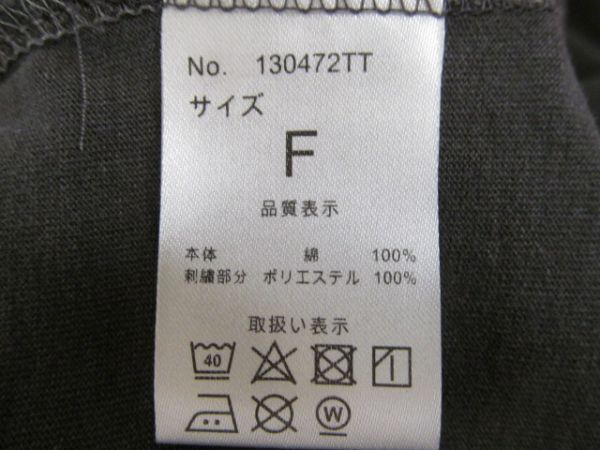 No. 130472TT
サイズ
F
品質表示
本体 綿 100%
刺繍部分 ポリエステル 100%
取扱い表示
40
W